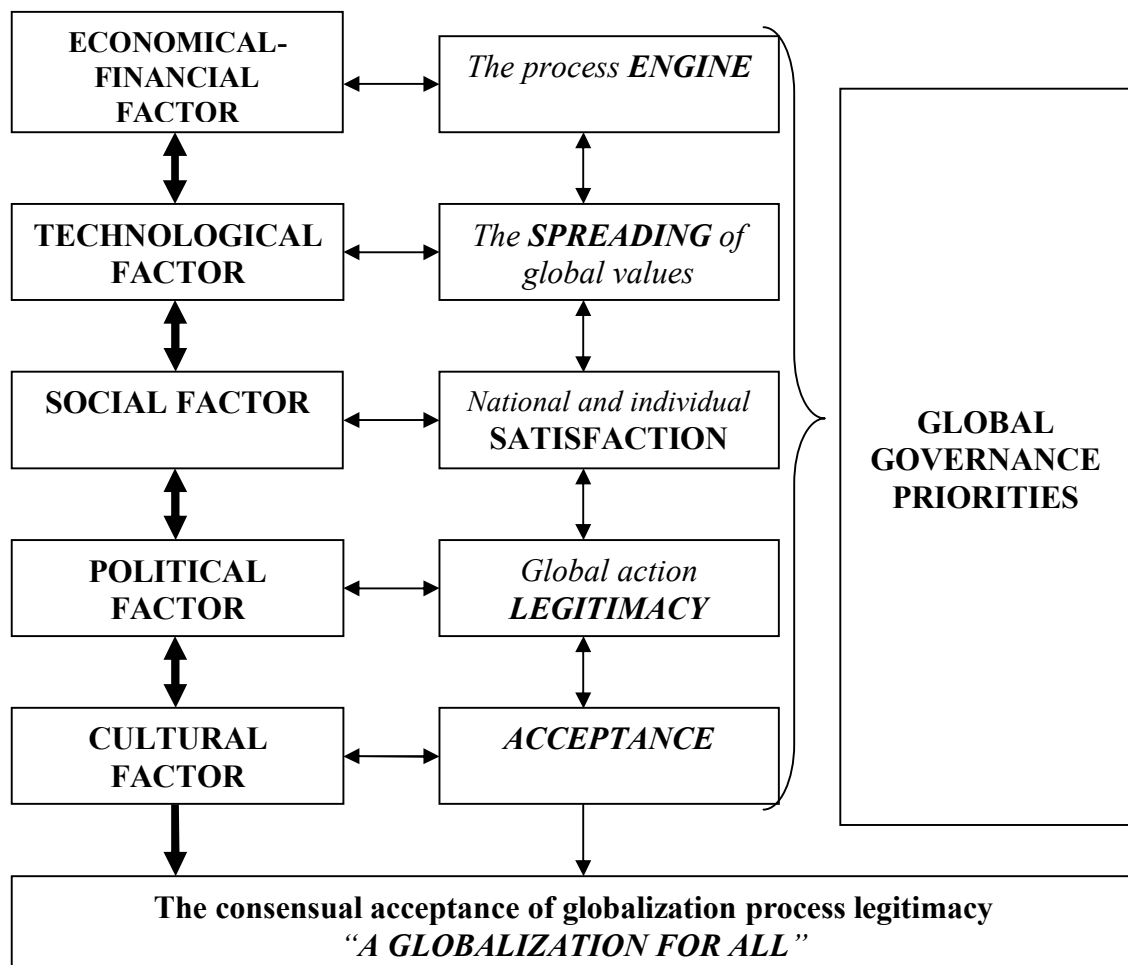 ECONOMICAL-
FINANCIAL
FACTOR
The process ENGINE
TECHNOLOGICAL
FACTOR
The SPREADING of
global values
SOCIAL FACTOR
National and individual
SATISFACTION
POLITICAL
FACTOR
Global action
LEGITIMACY
CULTURAL
FACTOR
ACCEPTANCE
GLOBAL
GOVERNANCE
PRIORITIES
The consensual acceptance of globalization process legitimacy
“A GLOBALIZATION FOR ALL”